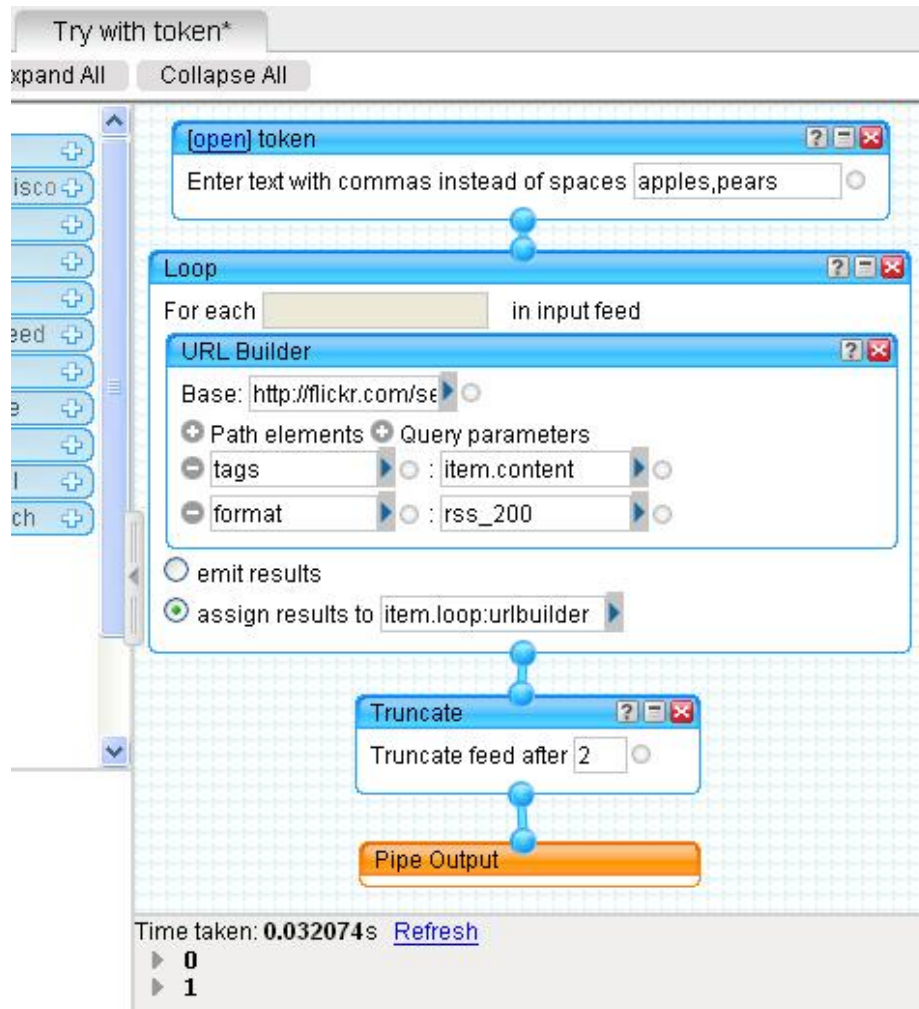 Try with token*
xpand All Collapse All
[open] token
Enter text with commas instead of spaces apples,pears
isco
eed
e
l
ch
Loop
For each in input feed
URL Builder
Base: http://flickr.com/se
Path elements Query parameters
tags : item.content
format : rss_200
emit results
assign results to item.loop:urlbuilder
Truncate
Truncate feed after 2
Pipe Output
Time taken: 0.032074s Refresh
0
1